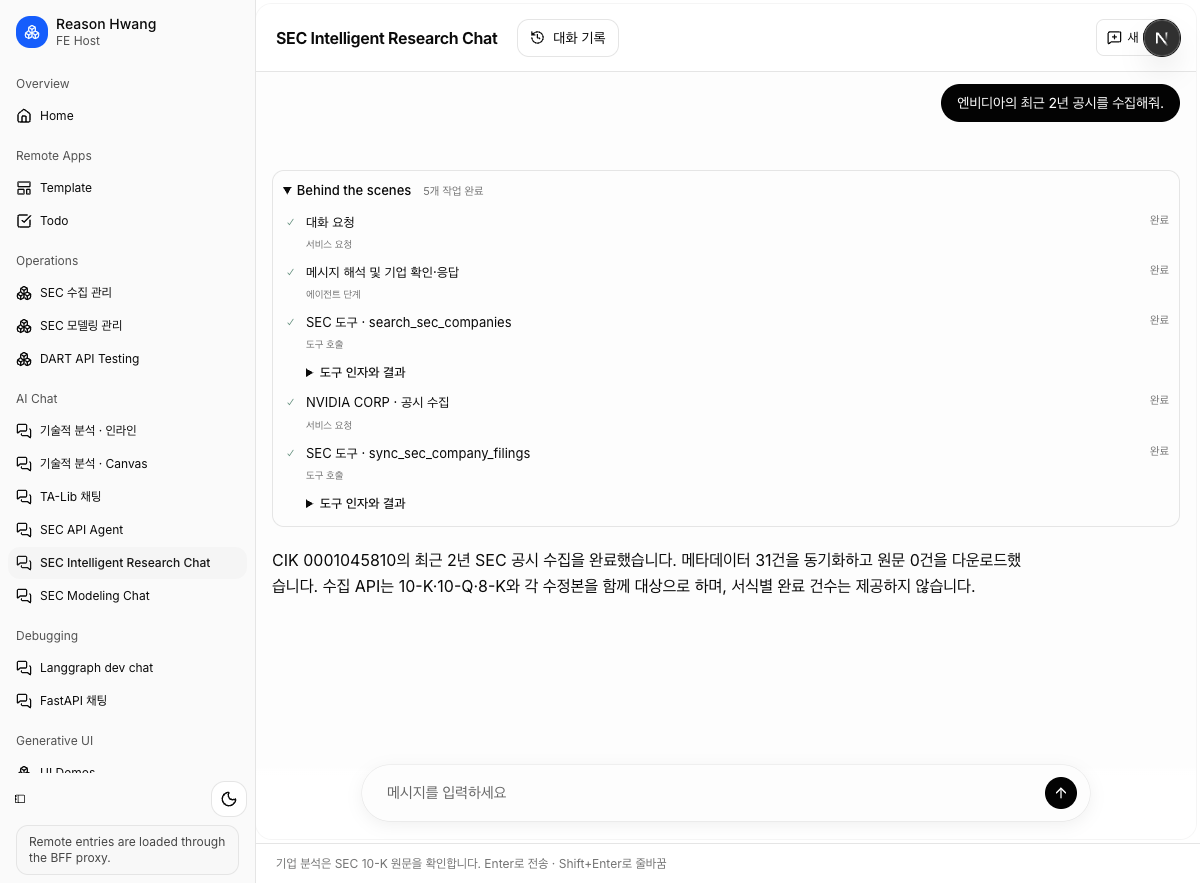 Reason Hwang
FE Host
Overview
Home
Remote Apps
Template
Todo
Operations
SEC 수집 관리
SEC 모델링 관리
DART API Testing
AI Chat
기술적 분석 · 인라인
기술적 분석 · Canvas
TA-Lib 채팅
SEC API Agent
SEC Intelligent Research Chat
SEC Modeling Chat
Debugging
Langgraph dev chat
FastAPI 채팅
Generative UI
UI Demos
Remote entries are loaded through
the BFF proxy.
SEC Intelligent Research Chat
대화 기록
새
N
엔비디아의 최근 2년 공시를 수집해줘.
Behind the scenes 5개 작업 완료
✓ 대화 요청 완료
서비스 요청
✓ 메시지 해석 및 기업 확인·응답 완료
에이전트 단계
✓ SEC 도구 · search_sec_companies 완료
도구 호출
도구 인자와 결과
✓ NVIDIA CORP · 공시 수집 완료
서비스 요청
✓ SEC 도구 · sync_sec_company_filings 완료
도구 호출
도구 인자와 결과
CIK 0001045810의 최근 2년 SEC 공시 수집을 완료했습니다. 메타데이터 31건을 동기화하고 원문 0건을 다운로드했
습니다. 수집 API는 10-K·10-Q·8-K와 각 수정본을 함께 대상으로 하며, 서식별 완료 건수는 제공하지 않습니다.
메시지를 입력하세요
기업 분석은 SEC 10-K 원문을 확인합니다. Enter로 전송 · Shift+Enter로 줄바꿈